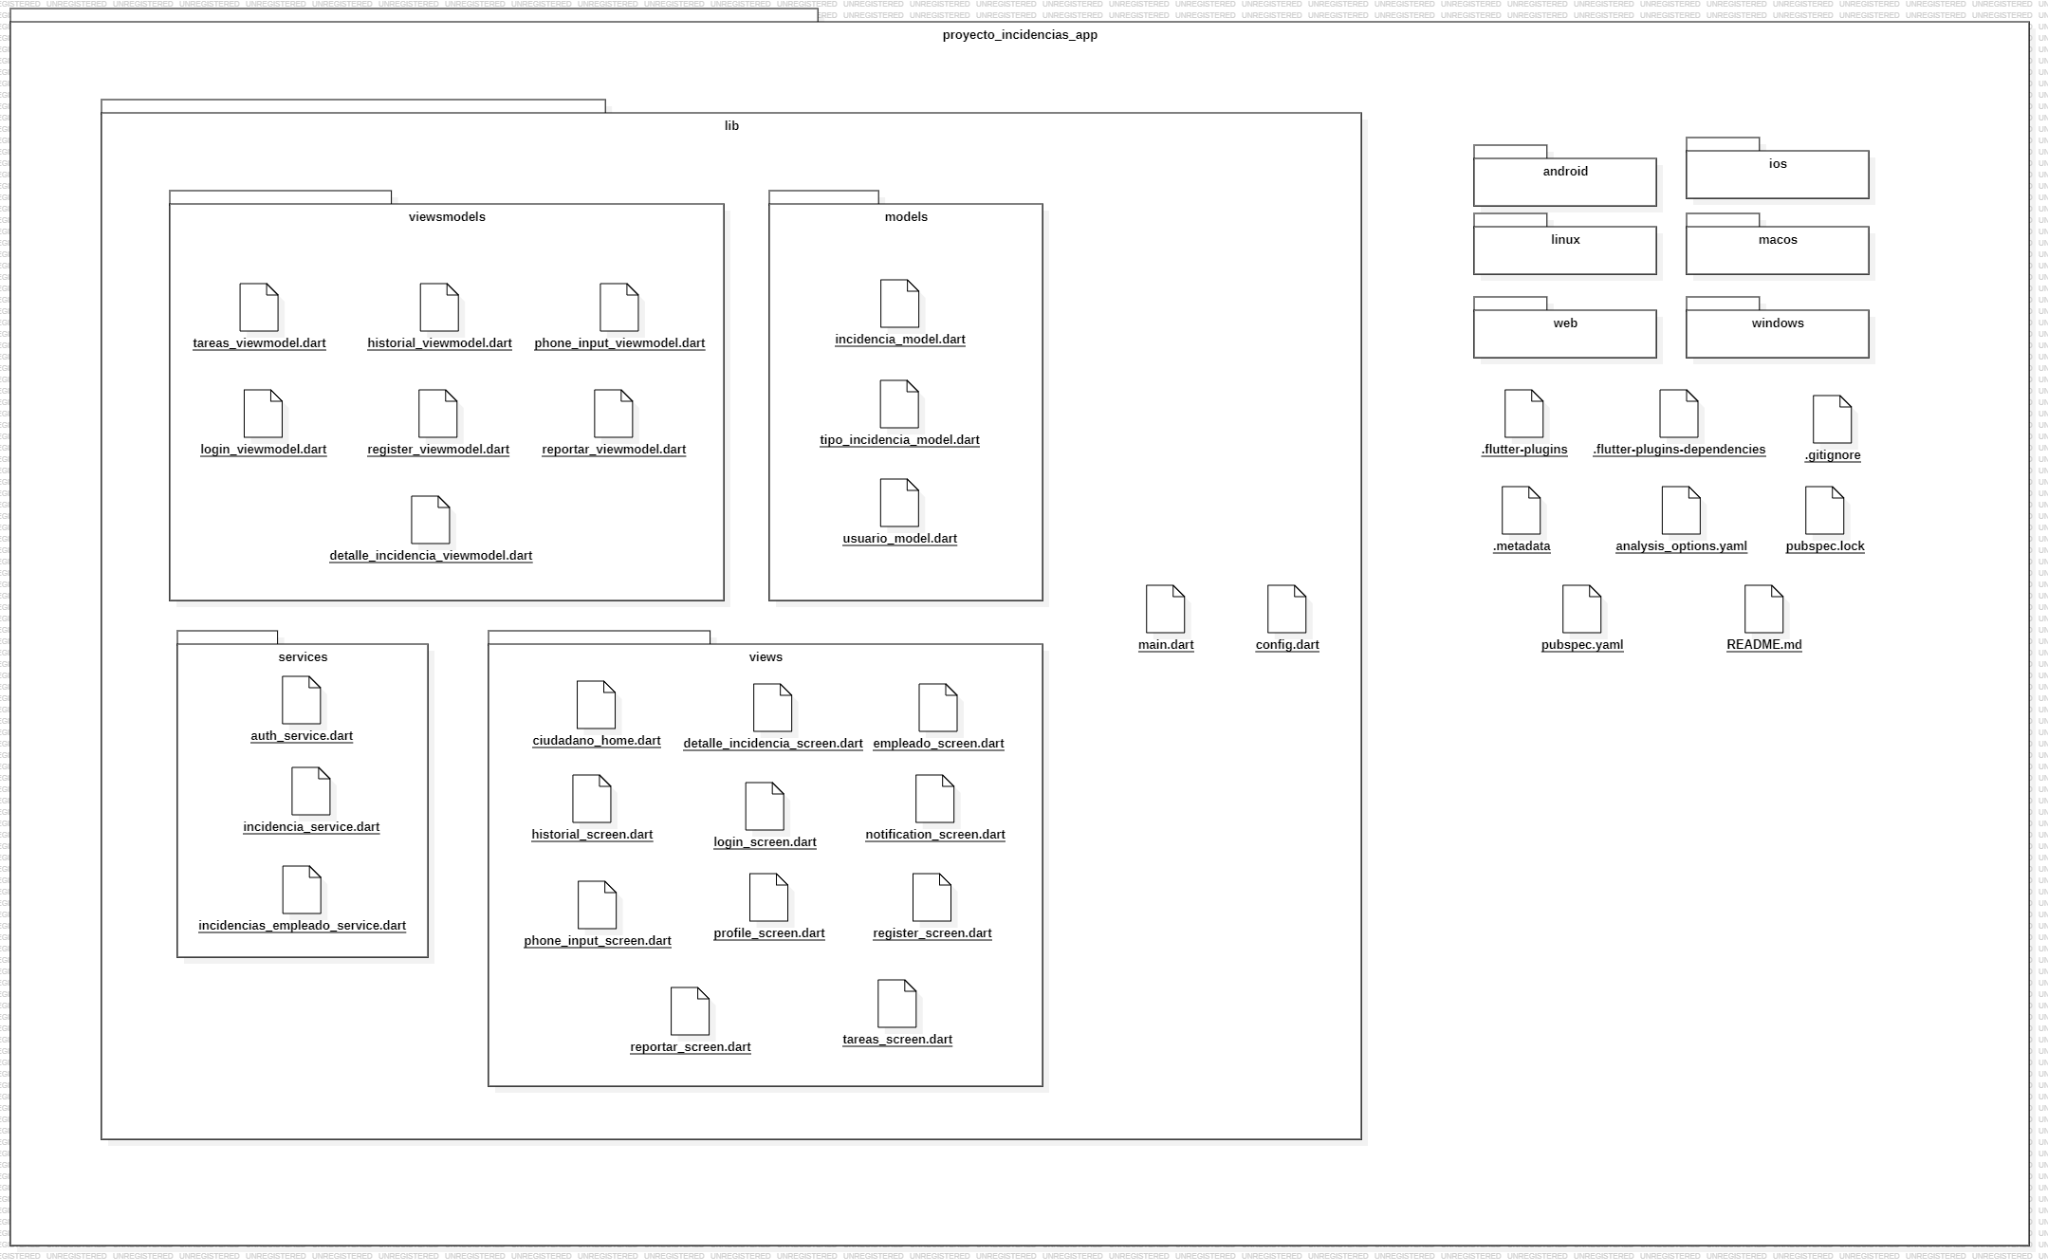 proyecto_incidencias_app
lib
viewsmodels
tareas_viewmodel.dart
historial_viewmodel.dart
phone_input_viewmodel.dart
login_viewmodel.dart
register_viewmodel.dart
reportar_viewmodel.dart
detalle_incidencia_viewmodel.dart
models
incidencia_model.dart
tipo_incidencia_model.dart
usuario_model.dart
services
auth_service.dart
incidencia_service.dart
incidencias_empleado_service.dart
views
ciudadano_home.dart
detalle_incidencia_screen.dart
empleado_screen.dart
historial_screen.dart
login_screen.dart
notification_screen.dart
phone_input_screen.dart
profile_screen.dart
register_screen.dart
reportar_screen.dart
tareas_screen.dart
main.dart
config.dart
android
ios
linux
macos
web
windows
.flutter-plugins
.flutter-plugins-dependencies
.gitignore
.metadata
analysis_options.yaml
pubspec.lock
pubspec.yaml
README.md
UNREGISTERED